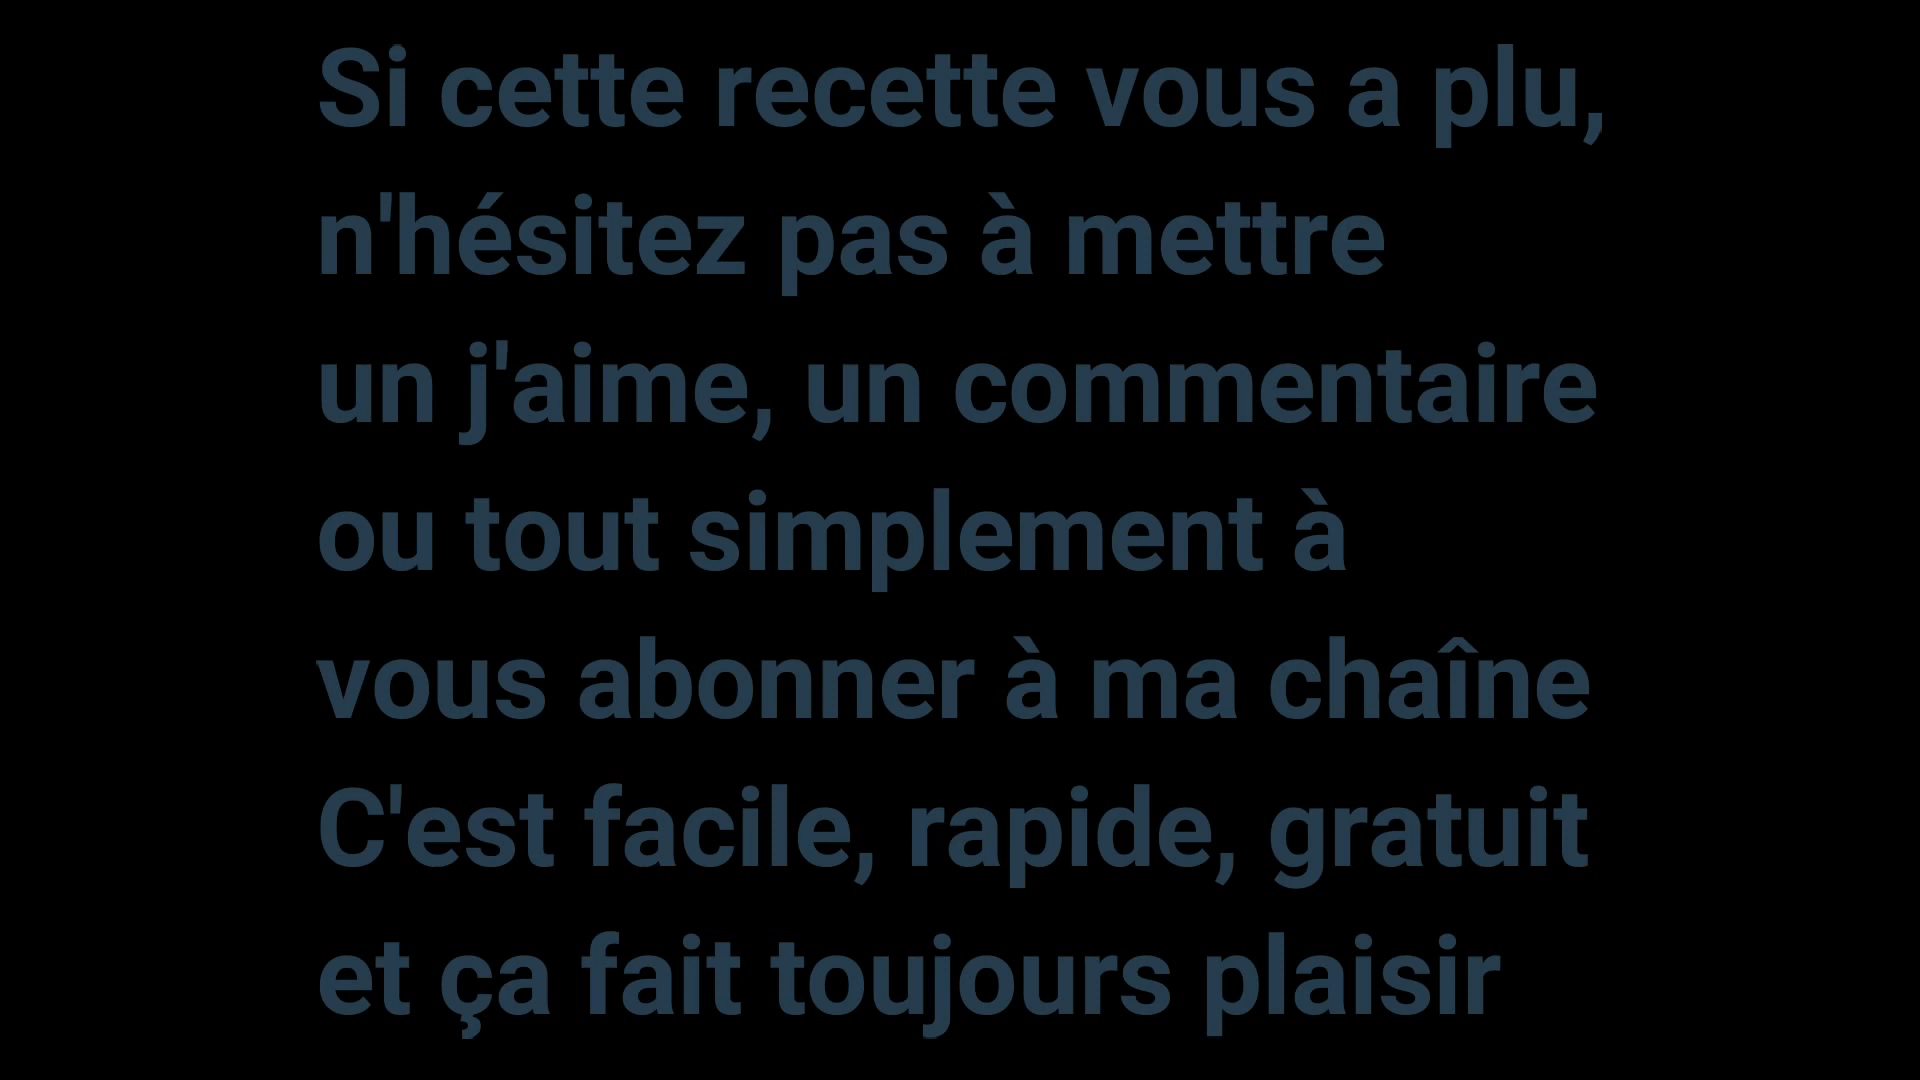 Si cette recette vous a plu,
n'hésitez pas à mettre
un j'aime, un commentaire
ou tout simplement à
vous abonner à ma chaîne
C'est facile, rapide, gratuit
et ça fait toujours plaisir